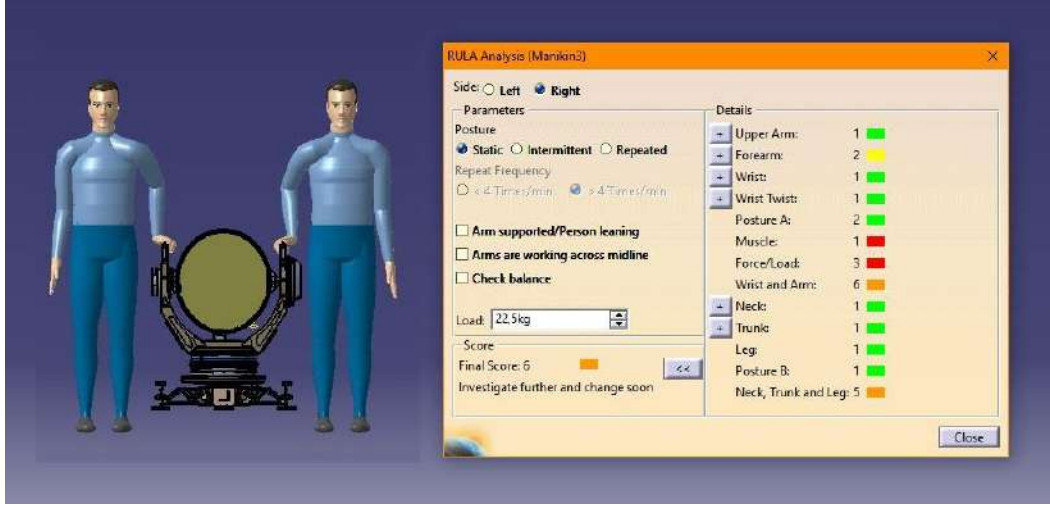 RULA Analysis (Manikin3)
Side: Left Right
Parameters
Posture
Static Intermittent Repeated
Repeat Frequency
< 4 Times/min. > 4 Times/min.
Arm supported/Person leaning
Arms are working across midline
Check balance
Load: 22,5kg
Score
Final Score: 6
<<
Investigate further and change soon
Details
+ Upper Arm: 1
+ Forearm: 2
+ Wrist: 1
+ Wrist Twist: 1
Posture A: 2
Muscle: 1
Force/Load: 3
Wrist and Arm: 6
+ Neck: 1
+ Trunk: 1
Leg: 1
Posture B: 1
Neck, Trunk and Leg: 5
Close